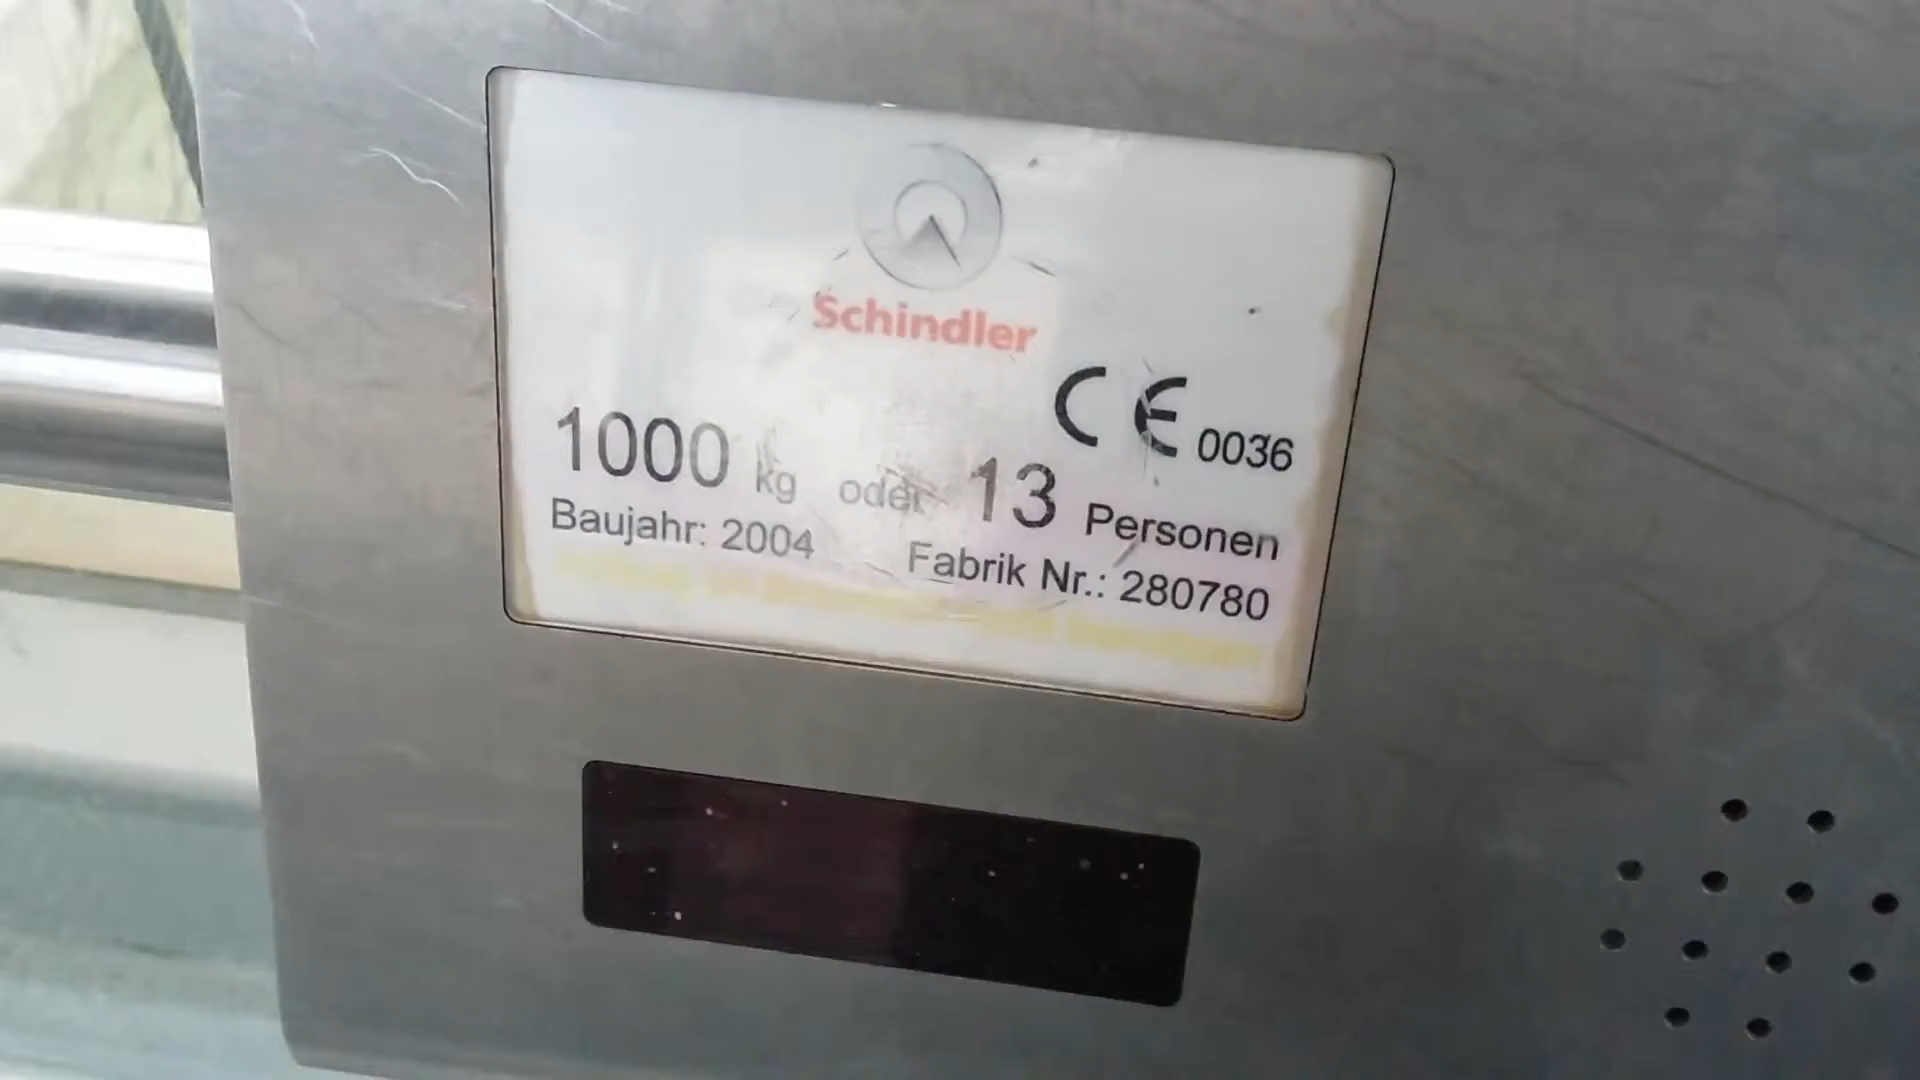 Schindler
CE 0036
1000 kg oder 13 Personen
Baujahr: 2004 Fabrik Nr.: 280780